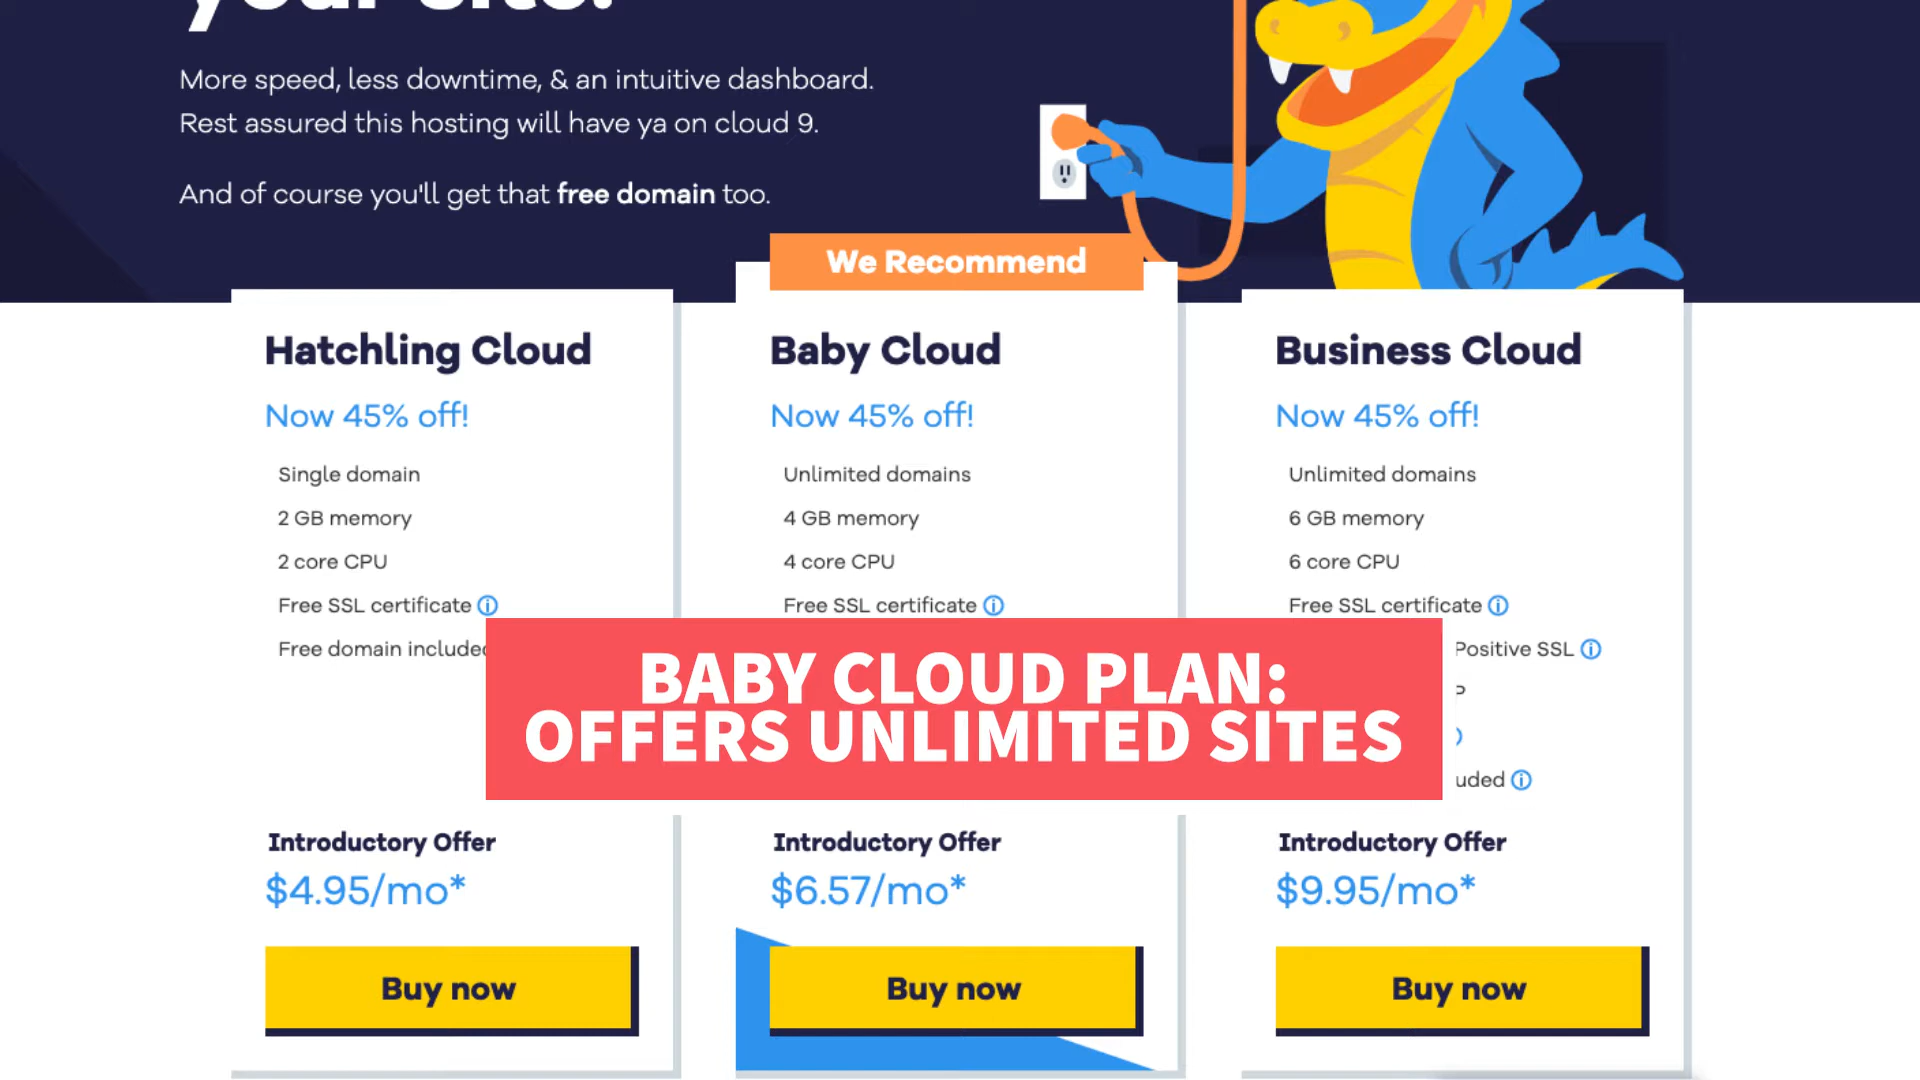 your site.
More speed, less downtime, & an intuitive dashboard.
Rest assured this hosting will have ya on cloud 9.
And of course you'll get that free domain too.
We Recommend
Hatchling Cloud
Now 45% off!
Single domain
2 GB memory
2 core CPU
Free SSL certificate
Free domain
Introductory Offer
$4.95/mo*
Buy now
Baby Cloud
Now 45% off!
Unlimited domains
4 GB memory
4 core CPU
Free SSL certificate
BABY CLOUD PLAN:
OFFERS UNLIMITED SITES
Introductory Offer
$6.57/mo*
Buy now
Business Cloud
Now 45% off!
Unlimited domains
6 GB memory
6 core CPU
Free SSL certificate
Positive SSL
Introductory Offer
$9.95/mo*
Buy now